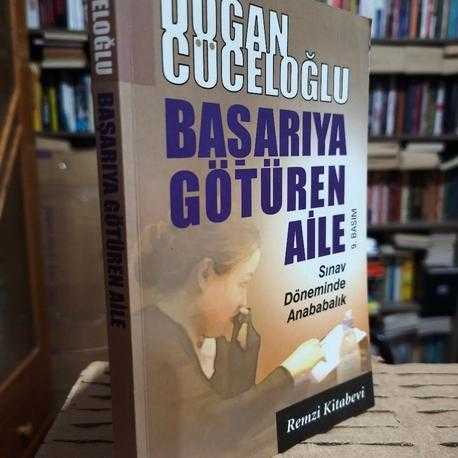 DOĞAN
CÜCELOĞLU
BAŞARIYA
GÖTÜREN
AİLE
9. BASIM
Sınav
Döneminde
Anababalık
Remzi Kitabevi
CELOĞLU BAŞARIYA GÖTÜREN AİLE